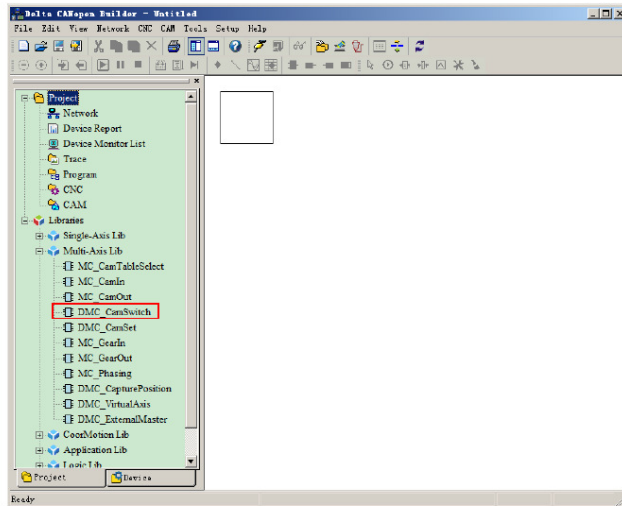 Delta CANopen Builder - Untitled
File Edit View Network CNC CAM Tools Setup Help
Project
Network
Device Report
Device Monitor List
Trace
Program
CNC
CAM
Libraries
Single-Axis Lib
Multi-Axis Lib
MC_CamTableSelect
MC_CamIn
MC_CamOut
DMC_CamSwitch
DMC_CamSet
MC_GearIn
MC_GearOut
MC_Phasing
DMC_CapturePosition
DMC_VirtualAxis
DMC_ExternalMaster
CoorMotion Lib
Application Lib
Logic Lib
Project Device
Ready